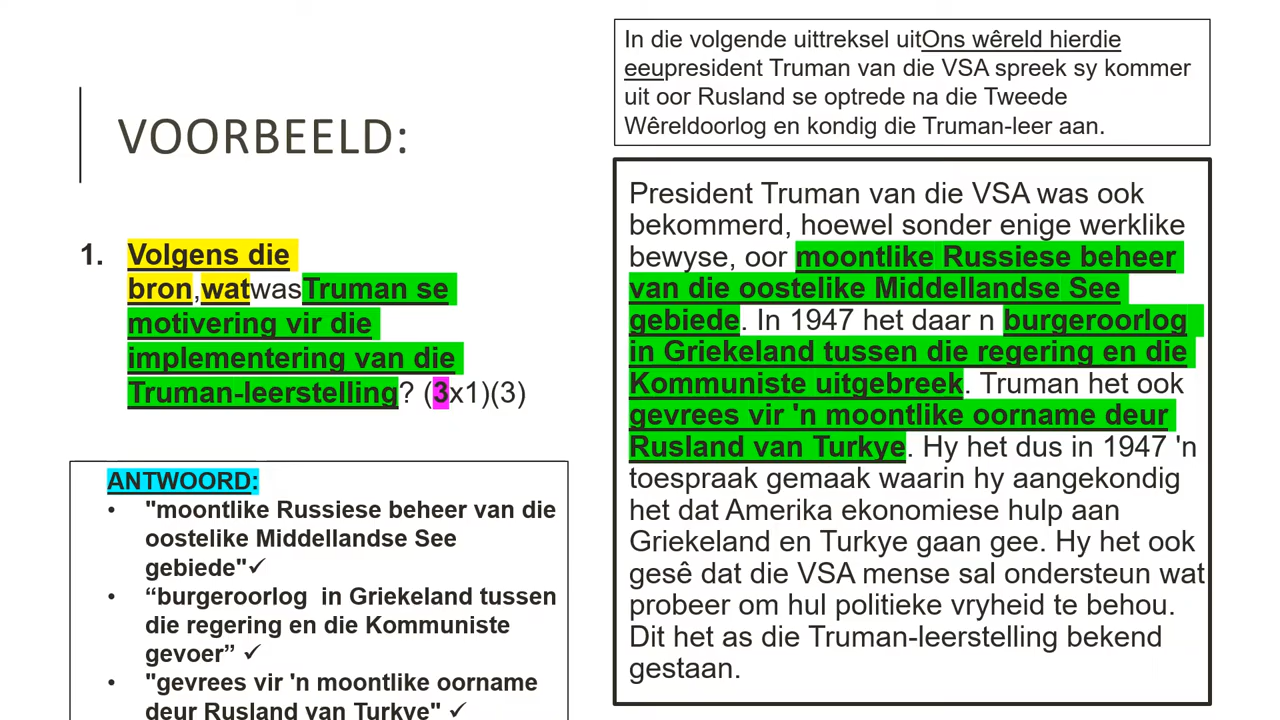 VOORBEELD:
1. Volgens die
bron,watwasTruman se
motivering vir die
implementering van die
Truman-leerstelling? (3x1)(3)
ANTWOORD:
• "moontlike Russiese beheer van die
oostelike Middellandse See
gebiede"✓
• “burgeroorlog in Griekeland tussen
die regering en die Kommuniste
gevoer” ✓
• "gevrees vir 'n moontlike oorname
deur Rusland van Turkye" ✓
In die volgende uittreksel uitOns wêreld hierdie
eeupresident Truman van die VSA spreek sy kommer
uit oor Rusland se optrede na die Tweede
Wêreldoorlog en kondig die Truman-leer aan.
President Truman van die VSA was ook
bekommerd, hoewel sonder enige werklike
bewyse, oor moontlike Russiese beheer
van die oostelike Middellandse See
gebiede. In 1947 het daar n burgeroorlog
in Griekeland tussen die regering en die
Kommuniste uitgebreek. Truman het ook
gevrees vir 'n moontlike oorname deur
Rusland van Turkye. Hy het dus in 1947 'n
toespraak gemaak waarin hy aangekondig
het dat Amerika ekonomiese hulp aan
Griekeland en Turkye gaan gee. Hy het ook
gesê dat die VSA mense sal ondersteun wat
probeer om hul politieke vryheid te behou.
Dit het as die Truman-leerstelling bekend
gestaan.